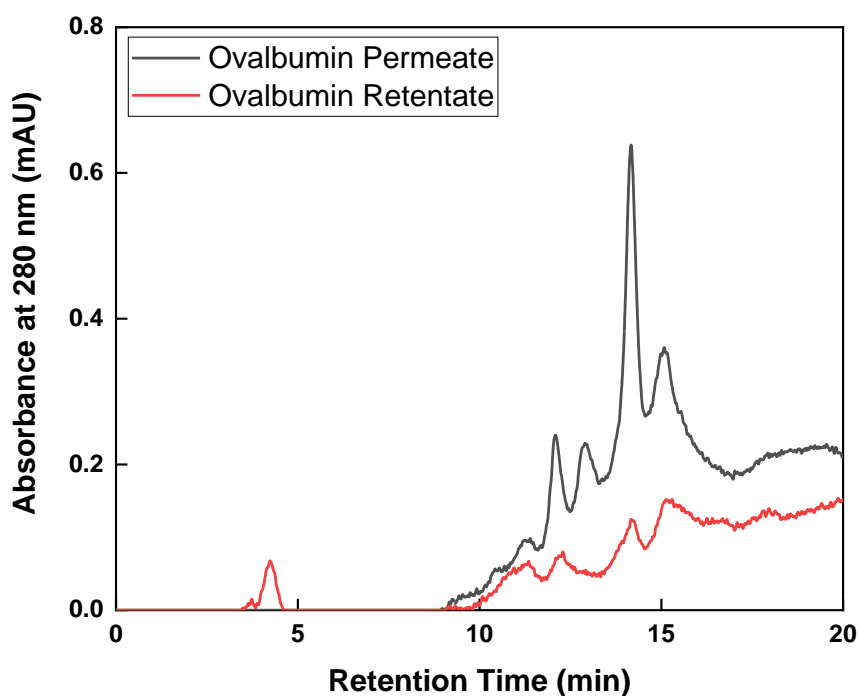 0.8
Ovalbumin Permeate
Ovalbumin Retentate
0.6
0.4
0.2
0.0
Absorbance at 280 nm (mAU)
0 5 10 15 20
Retention Time (min)